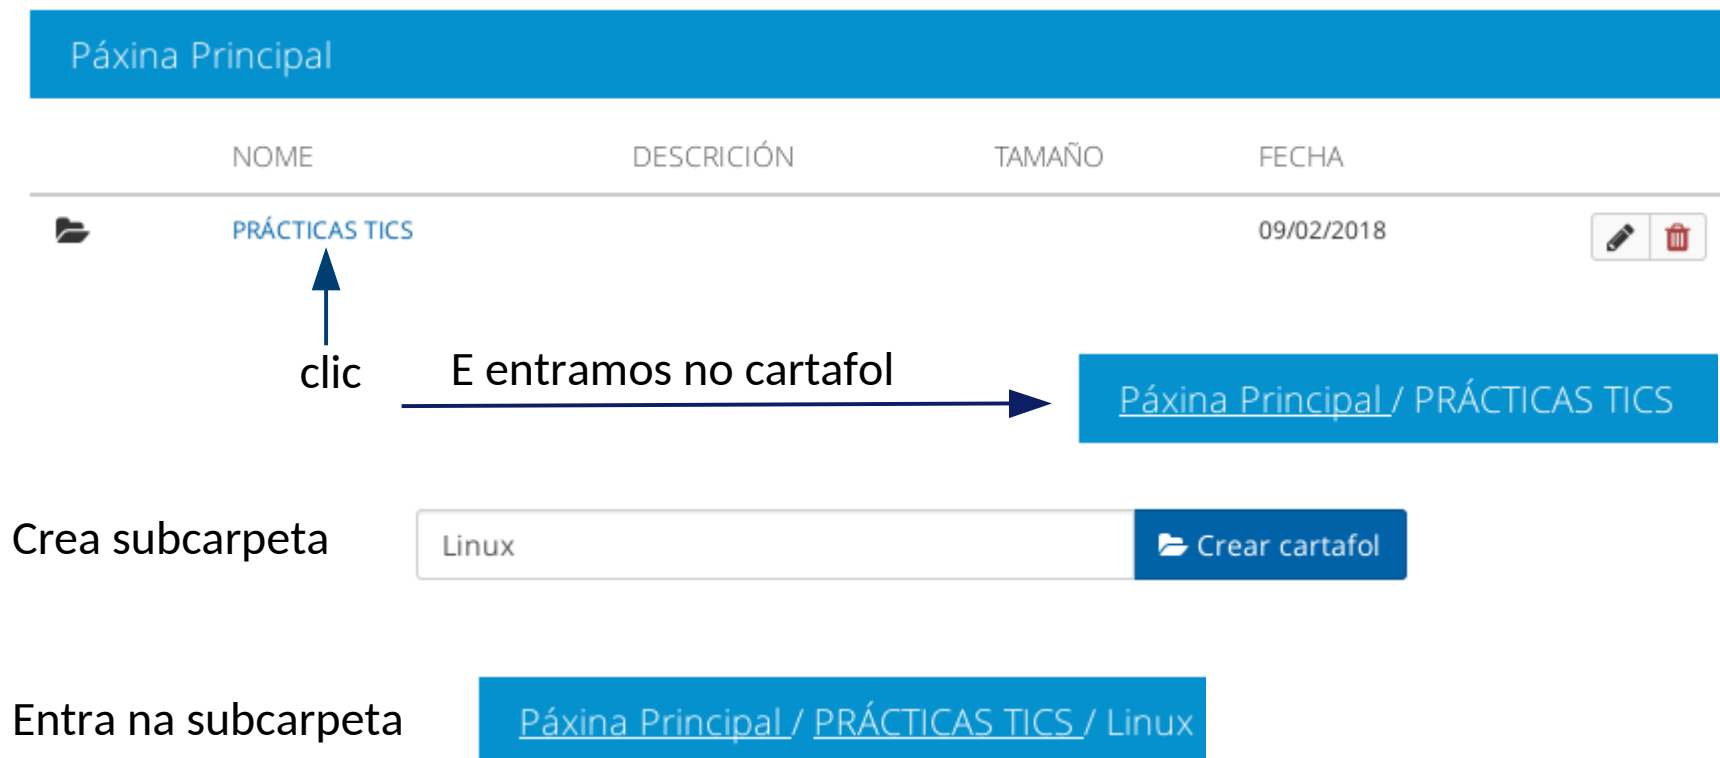 Páxina Principal
NOME DESCRICIÓN TAMAÑO FECHA
PRÁCTICAS TICS 09/02/2018
clic
E entramos no cartafol
Páxina Principal / PRÁCTICAS TICS
Crea subcarpeta
Linux
Crear cartafol
Entra na subcarpeta
Páxina Principal / PRÁCTICAS TICS / Linux